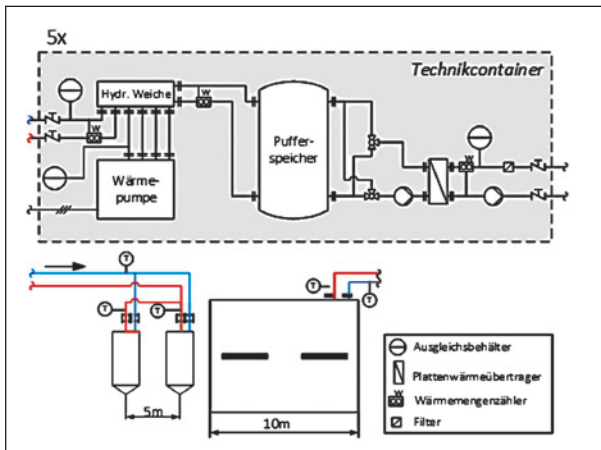 5x
Technikcontainer
Hydr. Weiche
W
W
W
Puffer-
speicher
Wärme-
pumpe
T
T
T
T
T
5m
10m
Ausgleichsbehälter
Plattenwärmeübertrager
W
Wärmemengenzähler
Filter